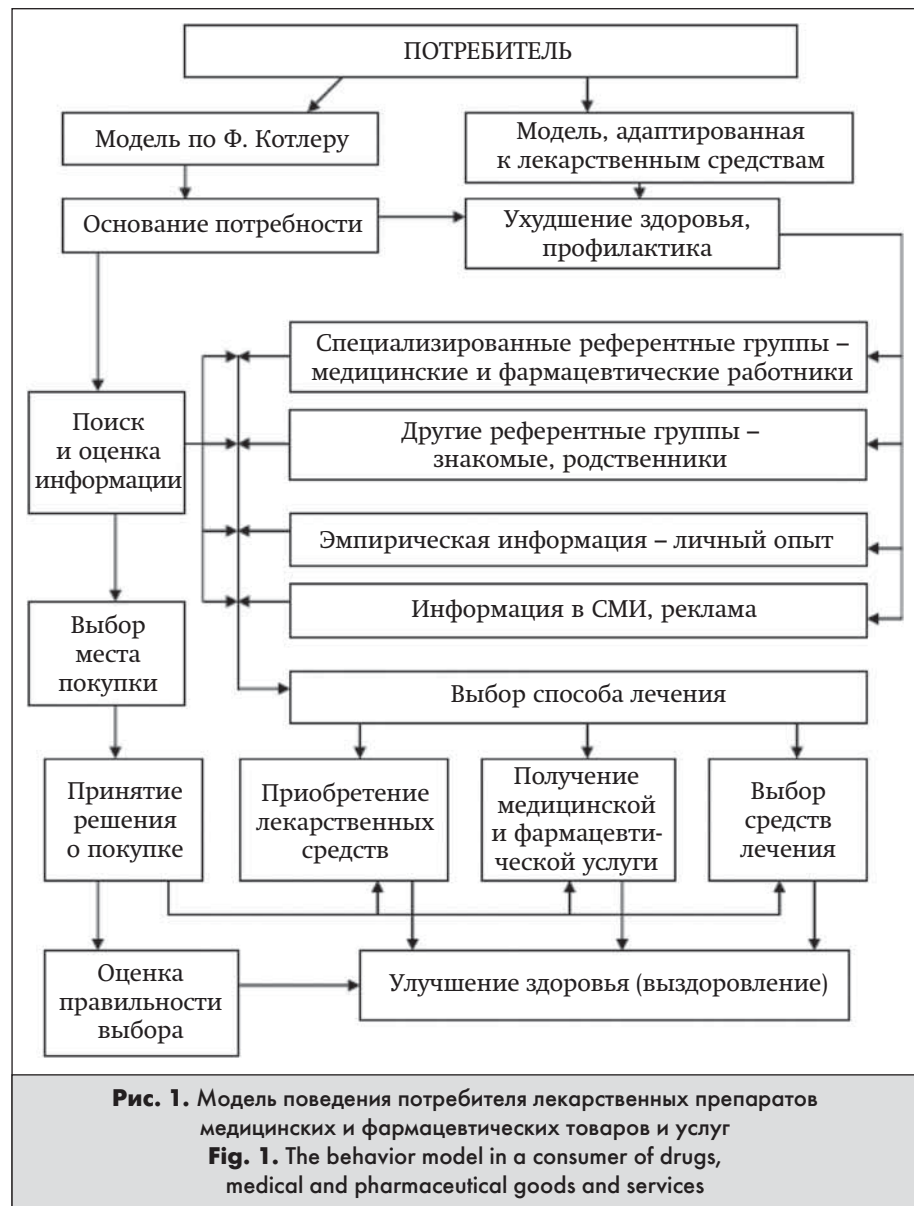 ПОТРЕБИТЕЛЬ
Модель по Ф. Котлеру
Модель, адаптированная
к лекарственным средствам
Основание потребности
Ухудшение здоровья,
профилактика
Специализированные референтные группы –
медицинские и фармацевтические работники
Поиск
и оценка
информации
Другие референтные группы –
знакомые, родственники
Эмпирическая информация – личный опыт
Информация в СМИ, реклама
Выбор
места
покупки
Выбор способа лечения
Принятие
решения
о покупке
Приобретение
лекарственных
средств
Получение
медицинской
и фармацевти-
ческой услуги
Выбор
средств
лечения
Оценка
правильности
выбора
Улучшение здоровья (выздоровление)
Рис. 1. Модель поведения потребителя лекарственных препаратов
медицинских и фармацевтических товаров и услуг
Fig. 1. The behavior model in a consumer of drugs,
medical and pharmaceutical goods and services